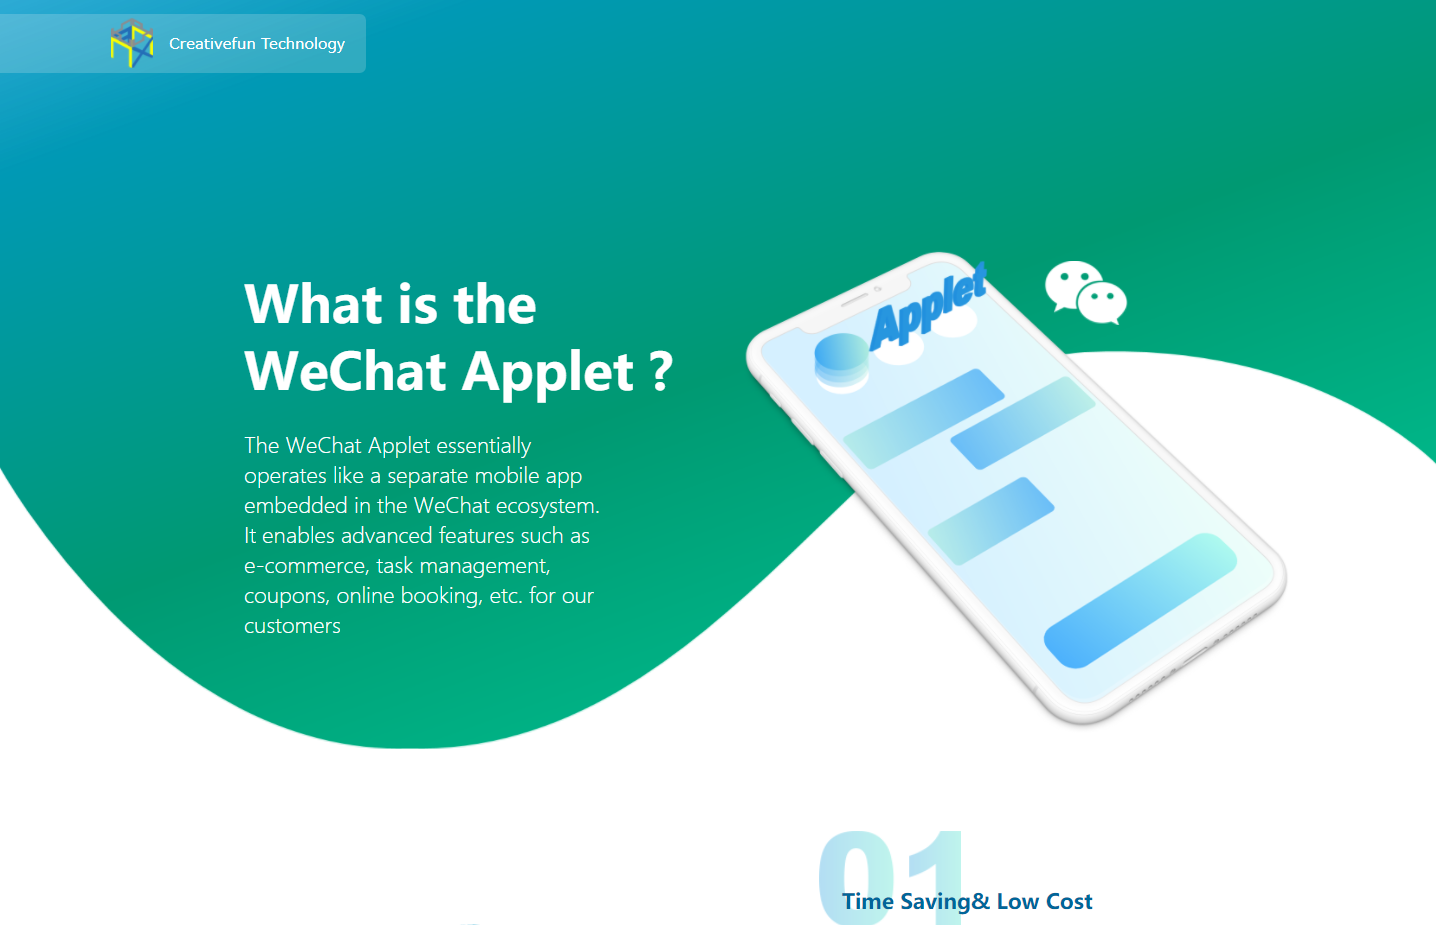 Creativefun Technology
What is the
WeChat Applet ?
The WeChat Applet essentially
operates like a separate mobile app
embedded in the WeChat ecosystem.
It enables advanced features such as
e-commerce, task management,
coupons, online booking, etc. for our
customers
Applet
01
Time Saving& Low Cost